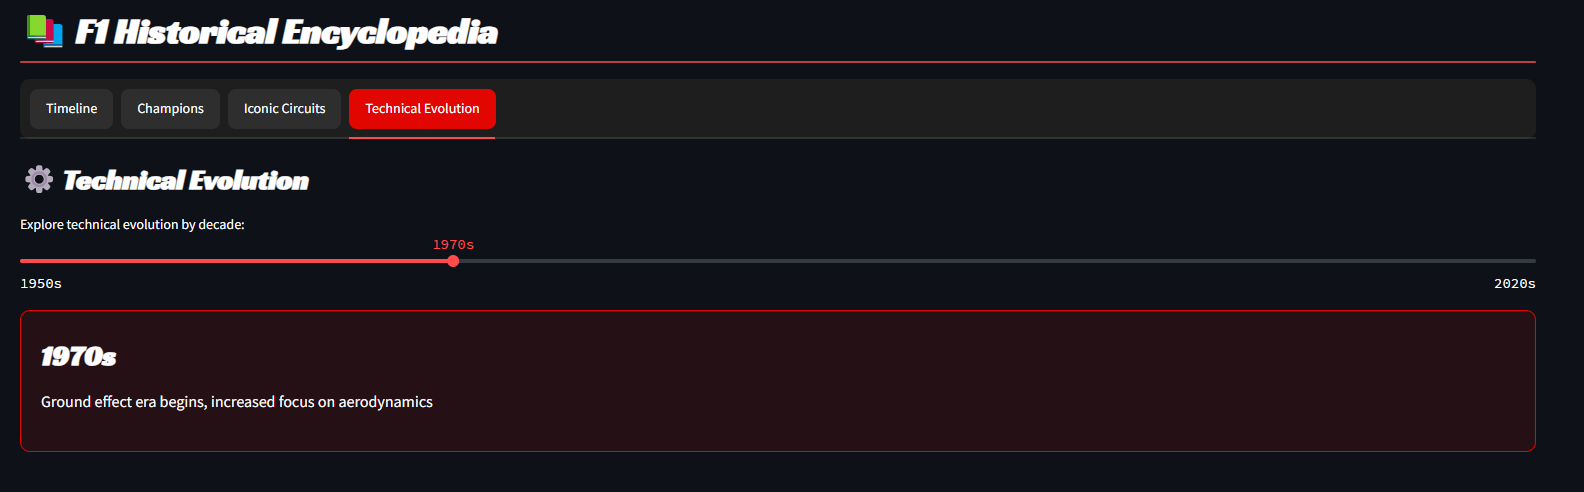 F1 Historical Encyclopedia
Timeline Champions Iconic Circuits Technical Evolution
Technical Evolution
Explore technical evolution by decade:
1970s
1950s 2020s
1970s
Ground effect era begins, increased focus on aerodynamics